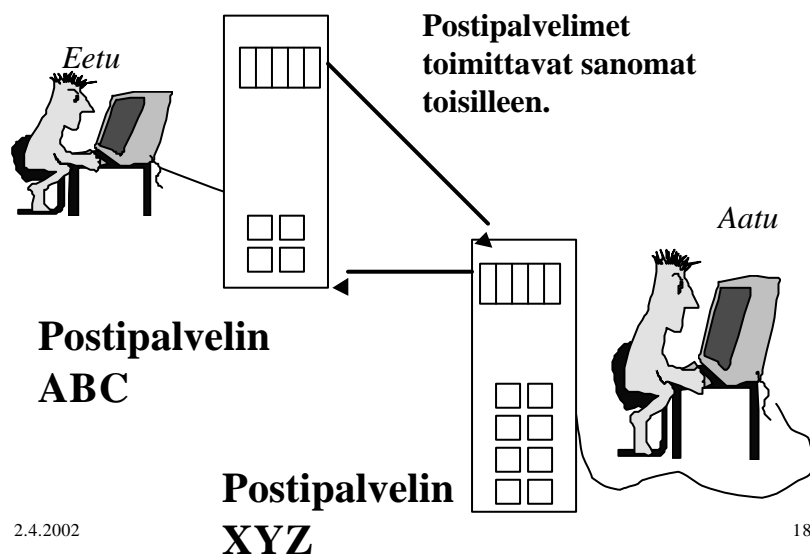 Eetu
Postipalvelimet
toimittavat sanomat
toisilleen.
Aatu
Postipalvelin
ABC
Postipalvelin
XYZ
2.4.2002
18